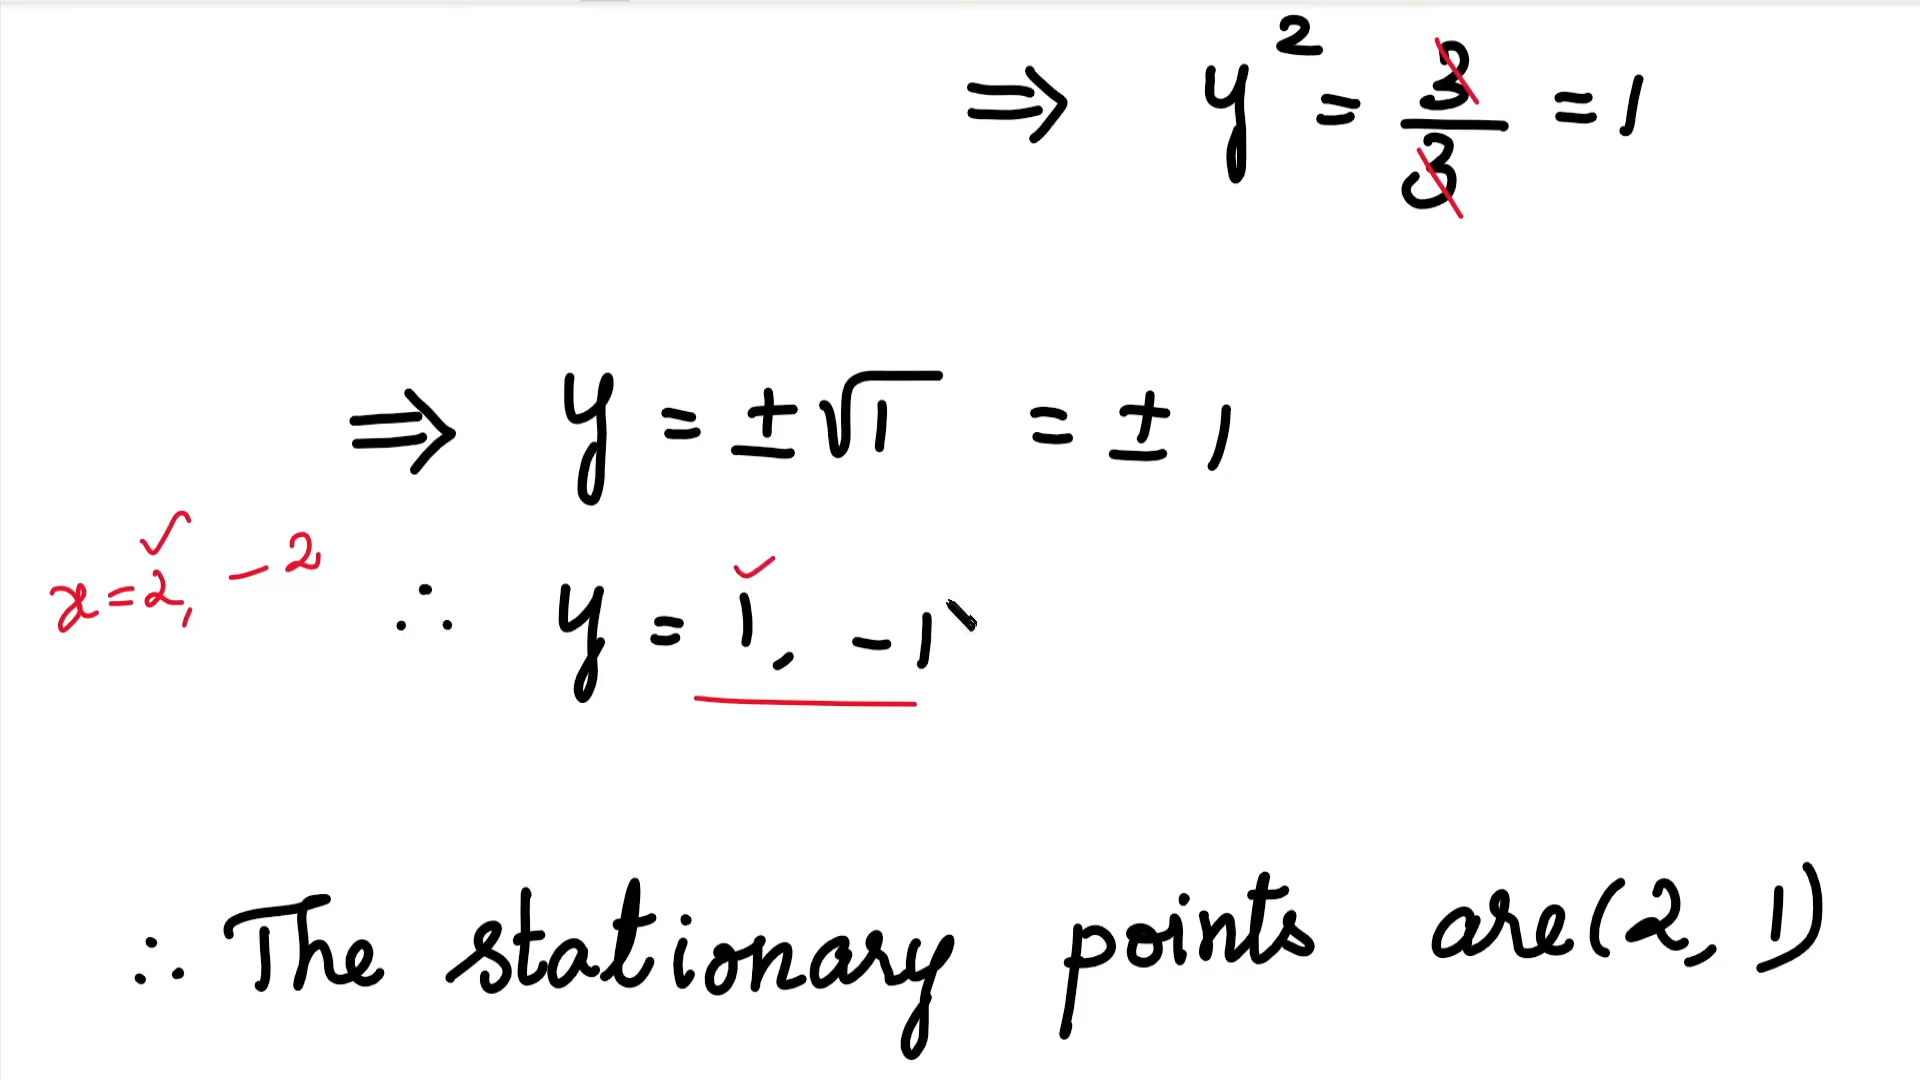 ⇒ y² = 3/3 = 1
⇒ y = ±√1 = ±1
x = 2, -2
∴ y = 1, -1
∴ The stationary points are (2, 1)